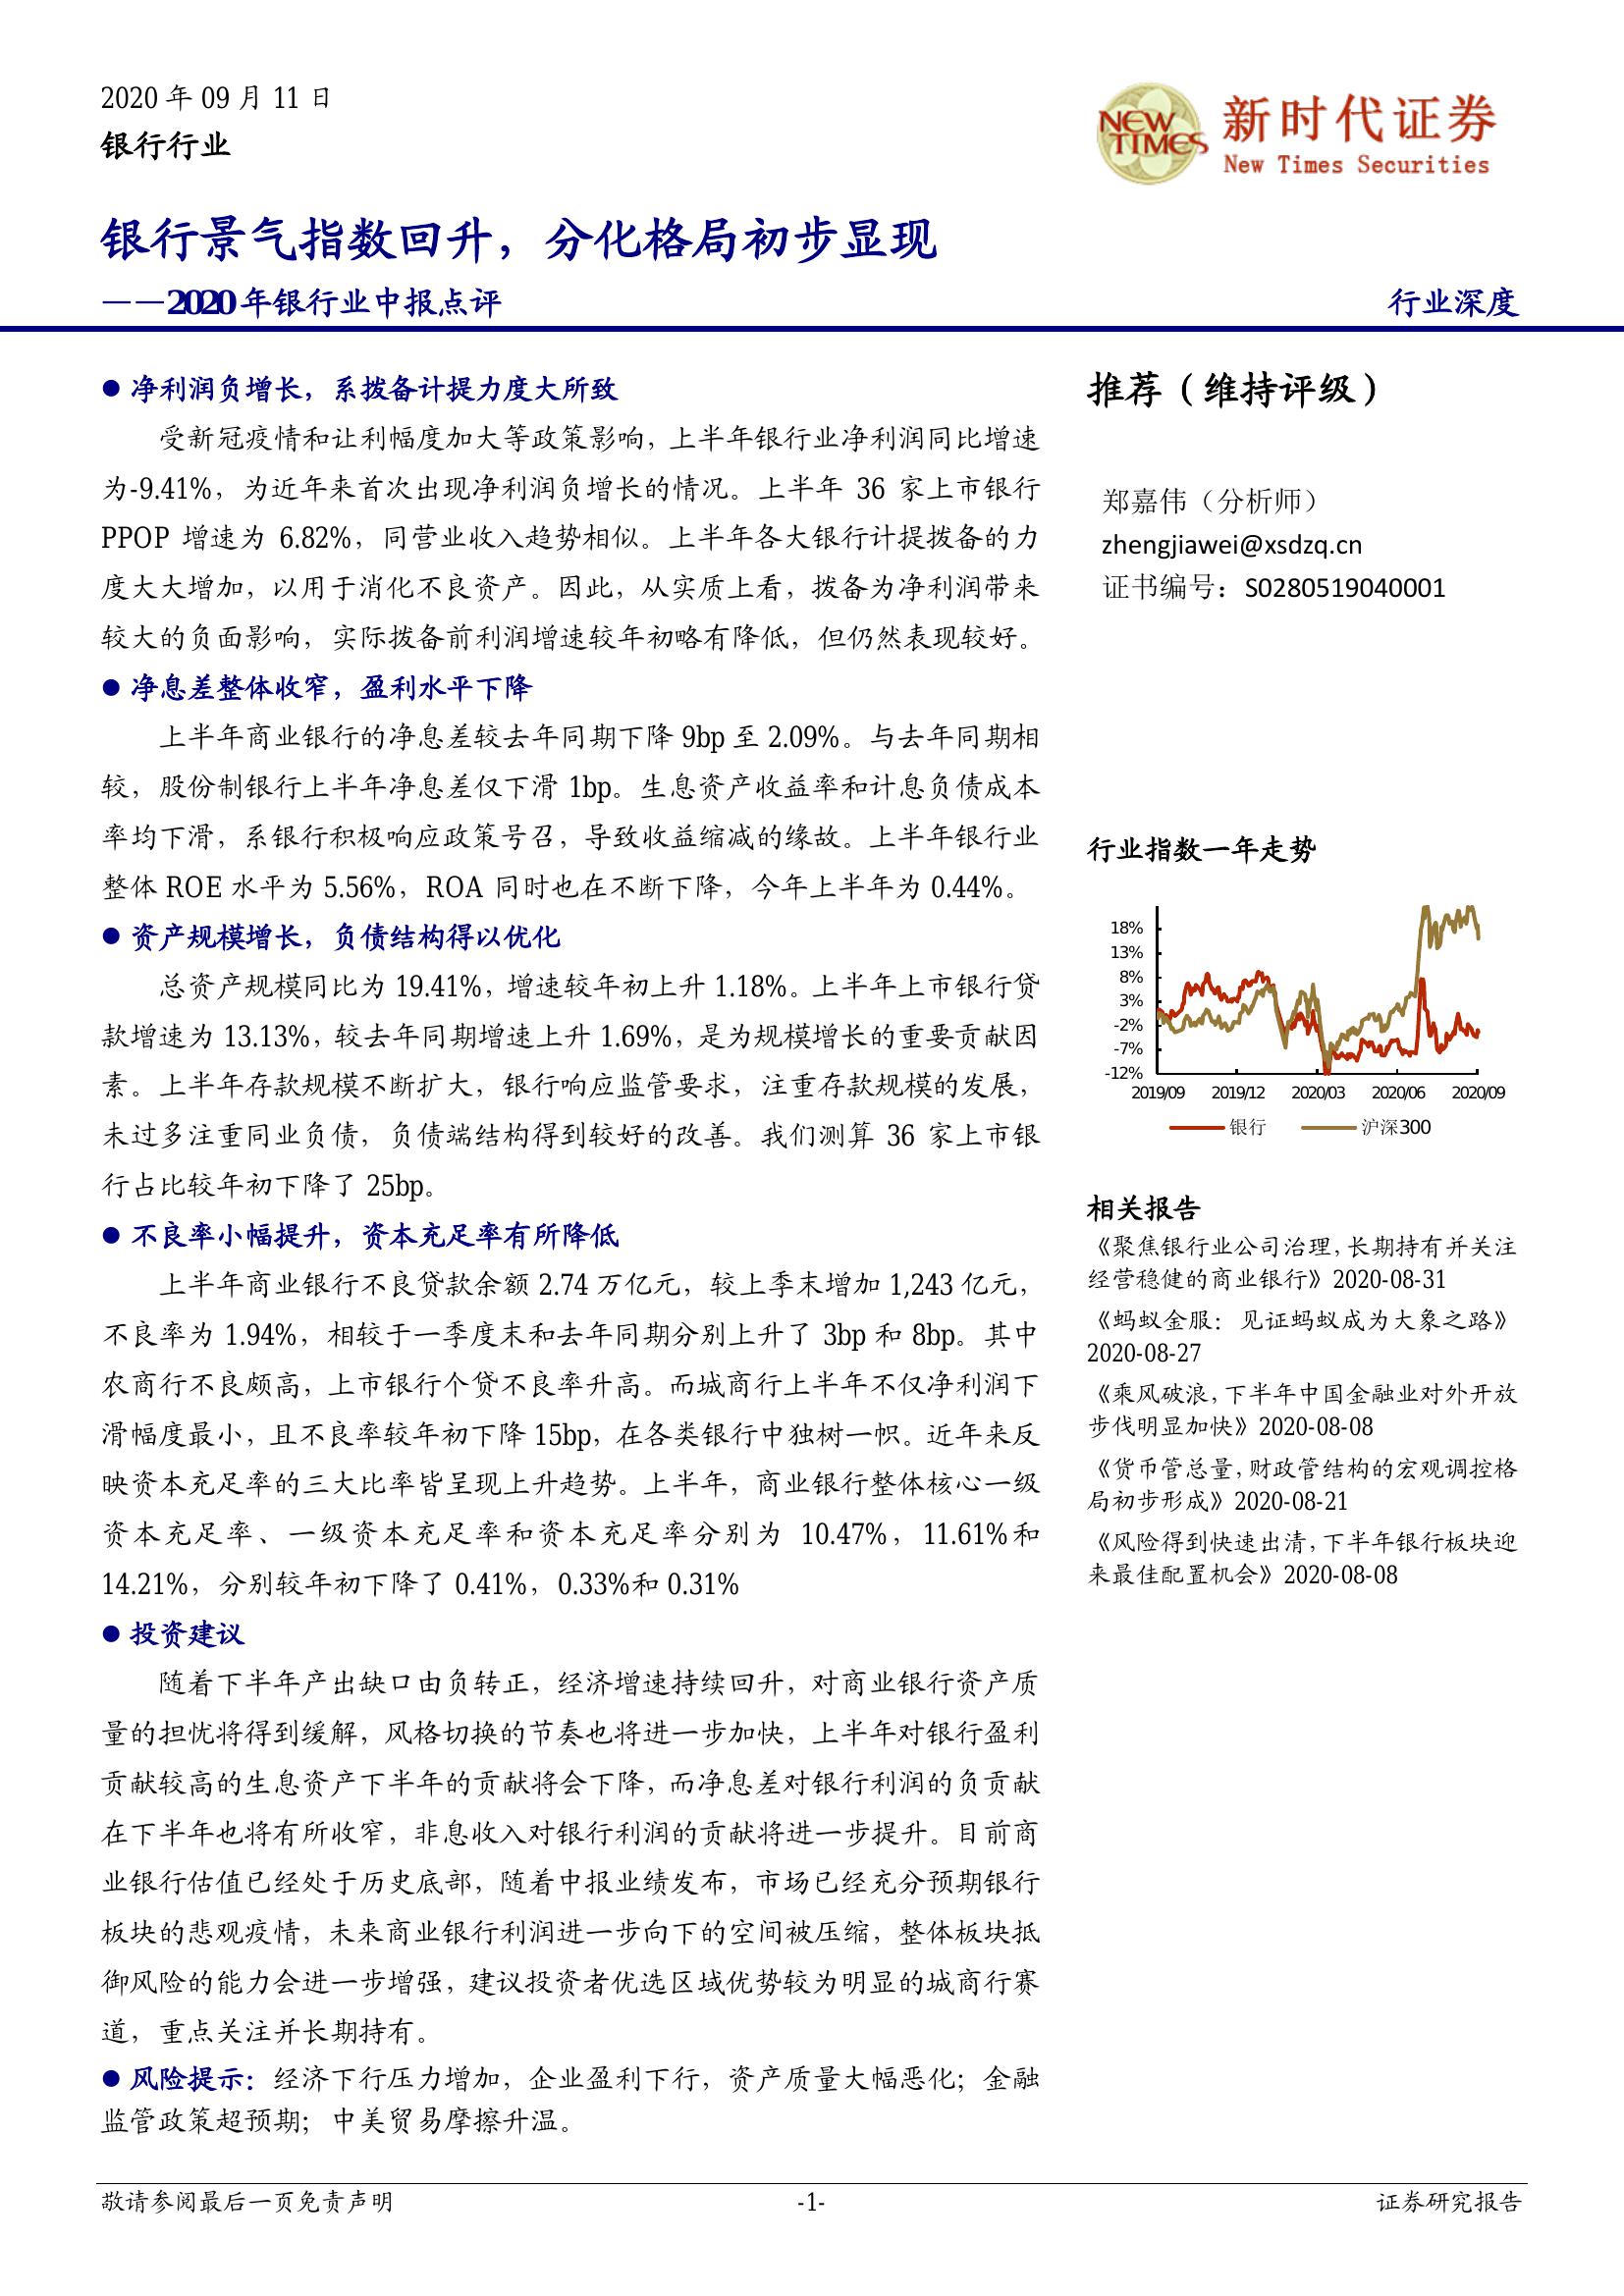 2020 年 09 月 11 日
银行行业
NEW TIMES
新时代证券
New Times Securities
银行景气指数回升，分化格局初步显现
——2020 年银行业中报点评
行业深度
● 净利润负增长，系拨备计提力度大所致
受新冠疫情和让利幅度加大等政策影响，上半年银行业净利润同比增速
为-9.41%，为近年来首次出现净利润负增长的情况。上半年 36 家上市银行
PPOP 增速为 6.82%，同营业收入趋势相似。上半年各大银行计提拨备的力
度大大增加，以用于消化不良资产。因此，从实质上看，拨备为净利润带来
较大的负面影响，实际拨备前利润增速较年初略有降低，但仍然表现较好。
● 净息差整体收窄，盈利水平下降
上半年商业银行的净息差较去年同期下降 9bp 至 2.09%。与去年同期相
较，股份制银行上半年净息差仅下滑 1bp。生息资产收益率和计息负债成本
率均下滑，系银行积极响应政策号召，导致收益缩减的缘故。上半年银行业
整体 ROE 水平为 5.56%，ROA 同时也在不断下降，今年上半年为 0.44%。
● 资产规模增长，负债结构得以优化
总资产规模同比为 19.41%，增速较年初上升 1.18%。上半年上市银行贷
款增速为 13.13%，较去年同期增速上升 1.69%，是为规模增长的重要贡献因
素。上半年存款规模不断扩大，银行响应监管要求，注重存款规模的发展，
未过多注重同业负债，负债端结构得到较好的改善。我们测算 36 家上市银
行占比较年初下降了 25bp。
● 不良率小幅提升，资本充足率有所降低
上半年商业银行不良贷款余额 2.74 万亿元，较上季末增加 1,243 亿元，
不良率为 1.94%，相较于一季度末和去年同期分别上升了 3bp 和 8bp。其中
农商行不良颇高，上市银行个贷不良率升高。而城商行上半年不仅净利润下
滑幅度最小，且不良率较年初下降 15bp，在各类银行中独树一帜。近年来反
映资本充足率的三大比率皆呈现上升趋势。上半年，商业银行整体核心一级
资本充足率、一级资本充足率和资本充足率分别为 10.47%，11.61%和
14.21%，分别较年初下降了 0.41%，0.33%和 0.31%
● 投资建议
随着下半年产出缺口由负转正，经济增速持续回升，对商业银行资产质
量的担忧将得到缓解，风格切换的节奏也将进一步加快，上半年对银行盈利
贡献较高的生息资产下半年的贡献将会下降，而净息差对银行利润的负贡献
在下半年也将有所收窄，非息收入对银行利润的贡献将进一步提升。目前商
业银行估值已经处于历史底部，随着中报业绩发布，市场已经充分预期银行
板块的悲观疫情，未来商业银行利润进一步向下的空间被压缩，整体板块抵
御风险的能力会进一步增强，建议投资者优选区域优势较为明显的城商行赛
道，重点关注并长期持有。
● 风险提示：经济下行压力增加，企业盈利下行，资产质量大幅恶化；金融
监管政策超预期；中美贸易摩擦升温。
推荐（维持评级）
郑嘉伟（分析师）
zhengjiawei@xsdzq.cn
证书编号：S0280519040001
行业指数一年走势
18%
13%
8%
3%
-2%
-7%
-12%
2019/09 2019/12 2020/03 2020/06 2020/09
银行 沪深300
相关报告
《聚焦银行业公司治理，长期持有并关注
经营稳健的商业银行》2020-08-31
《蚂蚁金服：见证蚂蚁成为大象之路》
2020-08-27
《乘风破浪，下半年中国金融业对外开放
步伐明显加快》2020-08-08
《货币管总量，财政管结构的宏观调控格
局初步形成》2020-08-21
《风险得到快速出清，下半年银行板块迎
来最佳配置机会》2020-08-08
敬请参阅最后一页免责声明
-1-
证券研究报告